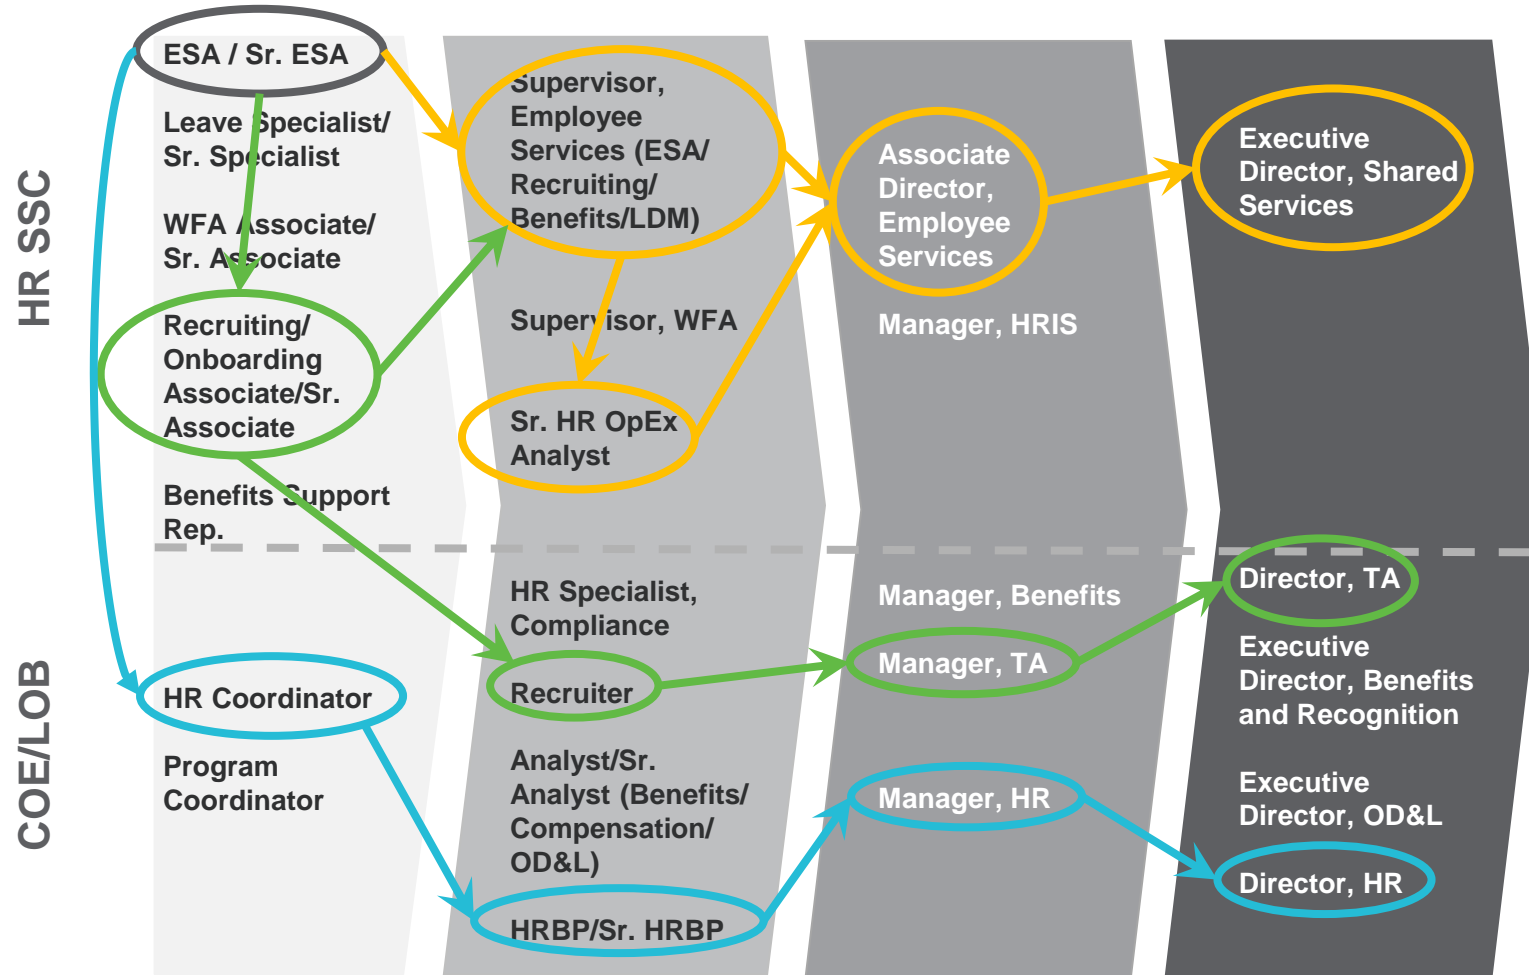 HR SSC
ESA / Sr. ESA
Leave Specialist/
Sr. Specialist
WFA Associate/
Sr. Associate
Recruiting/
Onboarding
Associate/Sr.
Associate
Benefits Support
Rep.
Supervisor,
Employee
Services (ESA/
Recruiting/
Benefits/LDM)
Supervisor, WFA
Sr. HR OpEx
Analyst
Associate
Director,
Employee
Services
Manager, HRIS
Executive
Director, Shared
Services
COE/LOB
HR Coordinator
Program
Coordinator
HR Specialist,
Compliance
Recruiter
Analyst/Sr.
Analyst (Benefits/
Compensation/
OD&L)
HRBP/Sr. HRBP
Manager, Benefits
Manager, TA
Manager, HR
Director, TA
Executive
Director, Benefits
and Recognition
Executive
Director, OD&L
Director, HR